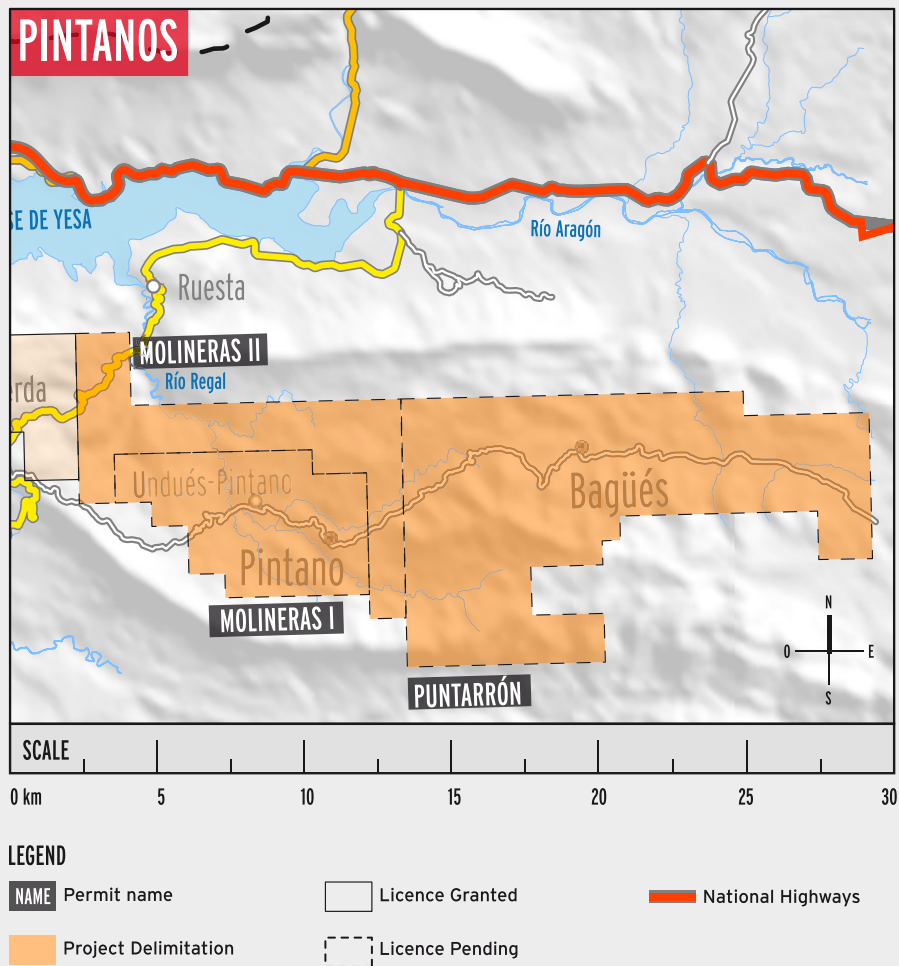 PINTANOS
SE DE YESA
Río Aragón
Ruesta
MOLINERAS II
Río Regal
erda
Undués-Pintano
Bagüés
Pintano
MOLINERAS I
PUNTARRÓN
N
O
E
S
SCALE
0 km 5 10 15 20 25 30
LEGEND
NAME Permit name
Licence Granted
National Highways
Project Delimitation
Licence Pending